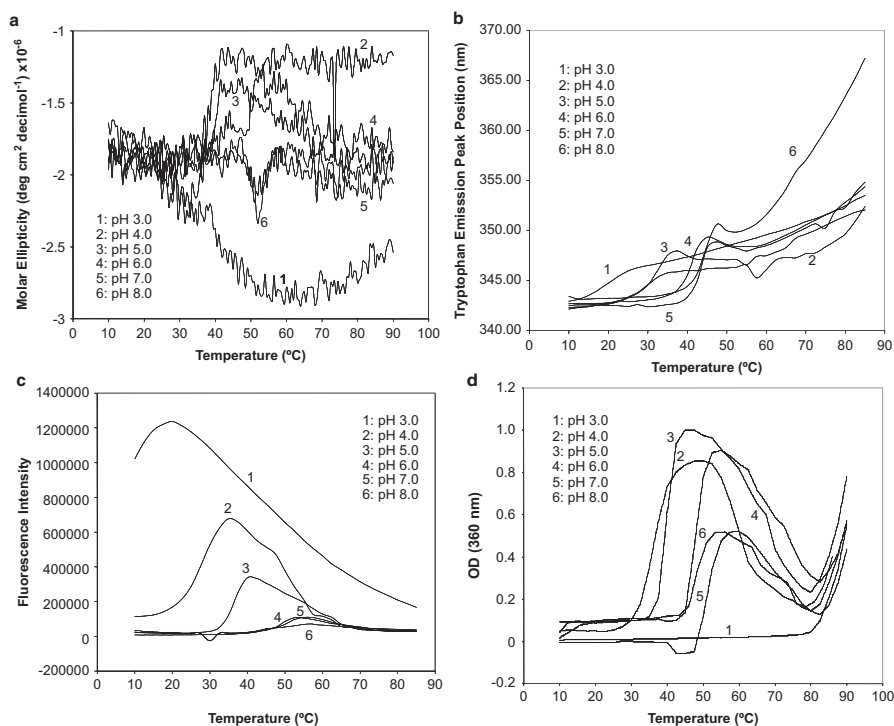 a
Molar Ellipticity (deg cm2 decimol-1) x10-6
-1
-1.5
-2
-2.5
-3
0 10 20 30 40 50 60 70 80 90 100
Temperature (ºC)
1: pH 3.0
2: pH 4.0
3: pH 5.0
4: pH 6.0
5: pH 7.0
6: pH 8.0
2
3
4
5
6
1
b
Tryptophan Emisssion Peak Position (nm)
370.00
365.00
360.00
355.00
350.00
345.00
340.00
0 10 20 30 40 50 60 70 80 90
Temperature (ºC)
1: pH 3.0
2: pH 4.0
3: pH 5.0
4: pH 6.0
5: pH 7.0
6: pH 8.0
6
1
3
4
2
5
c
Fluorescence Intensity
1400000
1200000
1000000
800000
600000
400000
200000
0
-200000
0 10 20 30 40 50 60 70 80 90
Temperature (ºC)
1: pH 3.0
2: pH 4.0
3: pH 5.0
4: pH 6.0
5: pH 7.0
6: pH 8.0
1
2
3
4
5
6
d
OD (360 nm)
1.2
1.0
0.8
0.6
0.4
0.2
0
-0.2
0 10 20 30 40 50 60 70 80 90 100
Temperature (ºC)
1: pH 3.0
2: pH 4.0
3: pH 5.0
4: pH 6.0
5: pH 7.0
6: pH 8.0
3
2
4
6
5
1